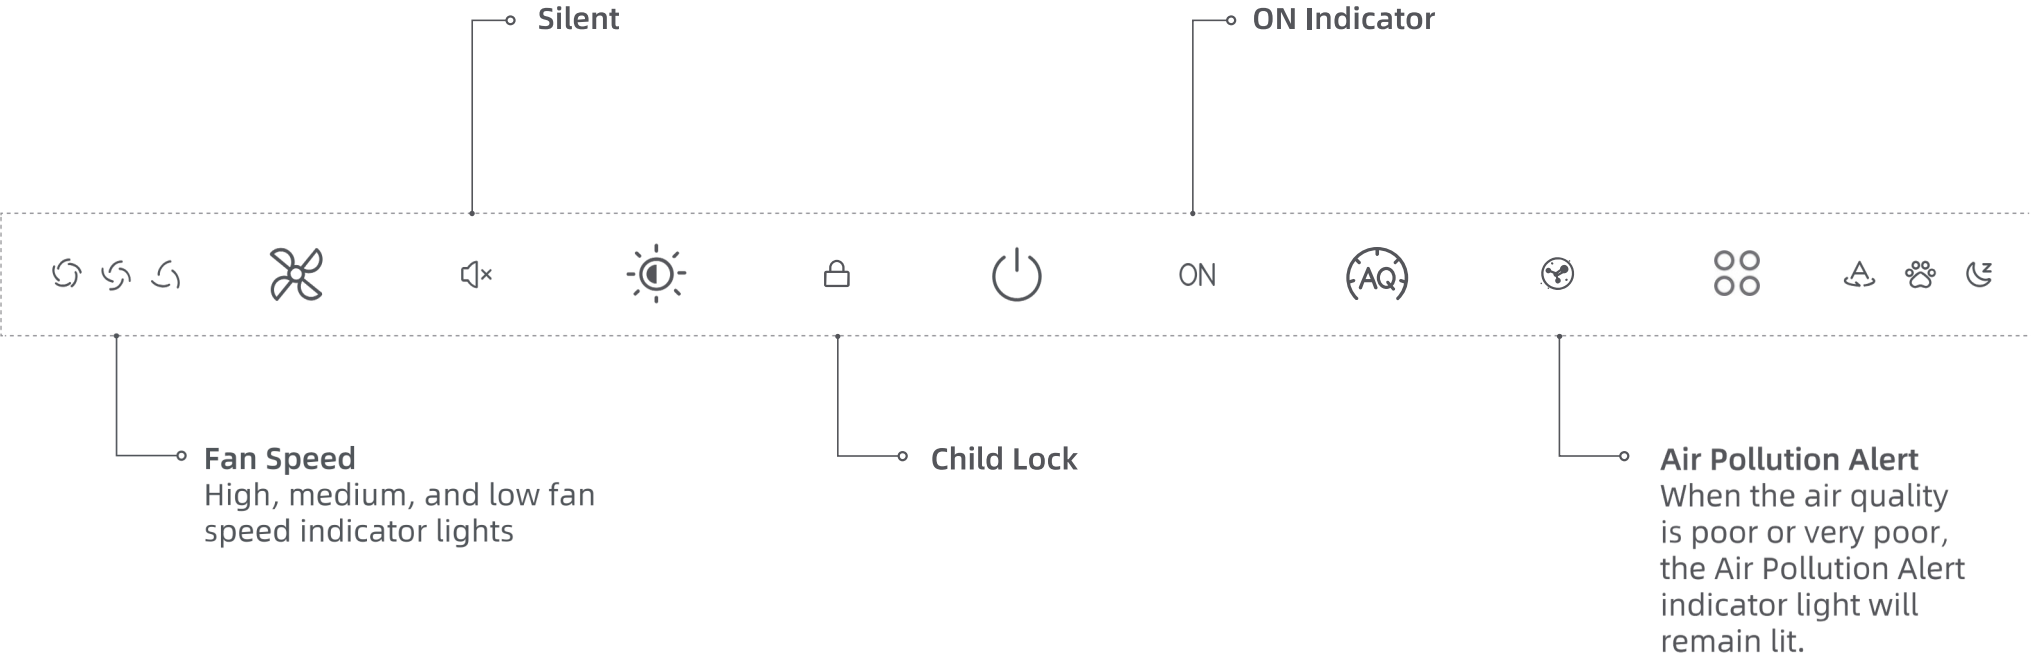 Silent
ON Indicator
ON
AQ
A
z
Fan Speed
High, medium, and low fan
speed indicator lights
Child Lock
Air Pollution Alert
When the air quality
is poor or very poor,
the Air Pollution Alert
indicator light will
remain lit.